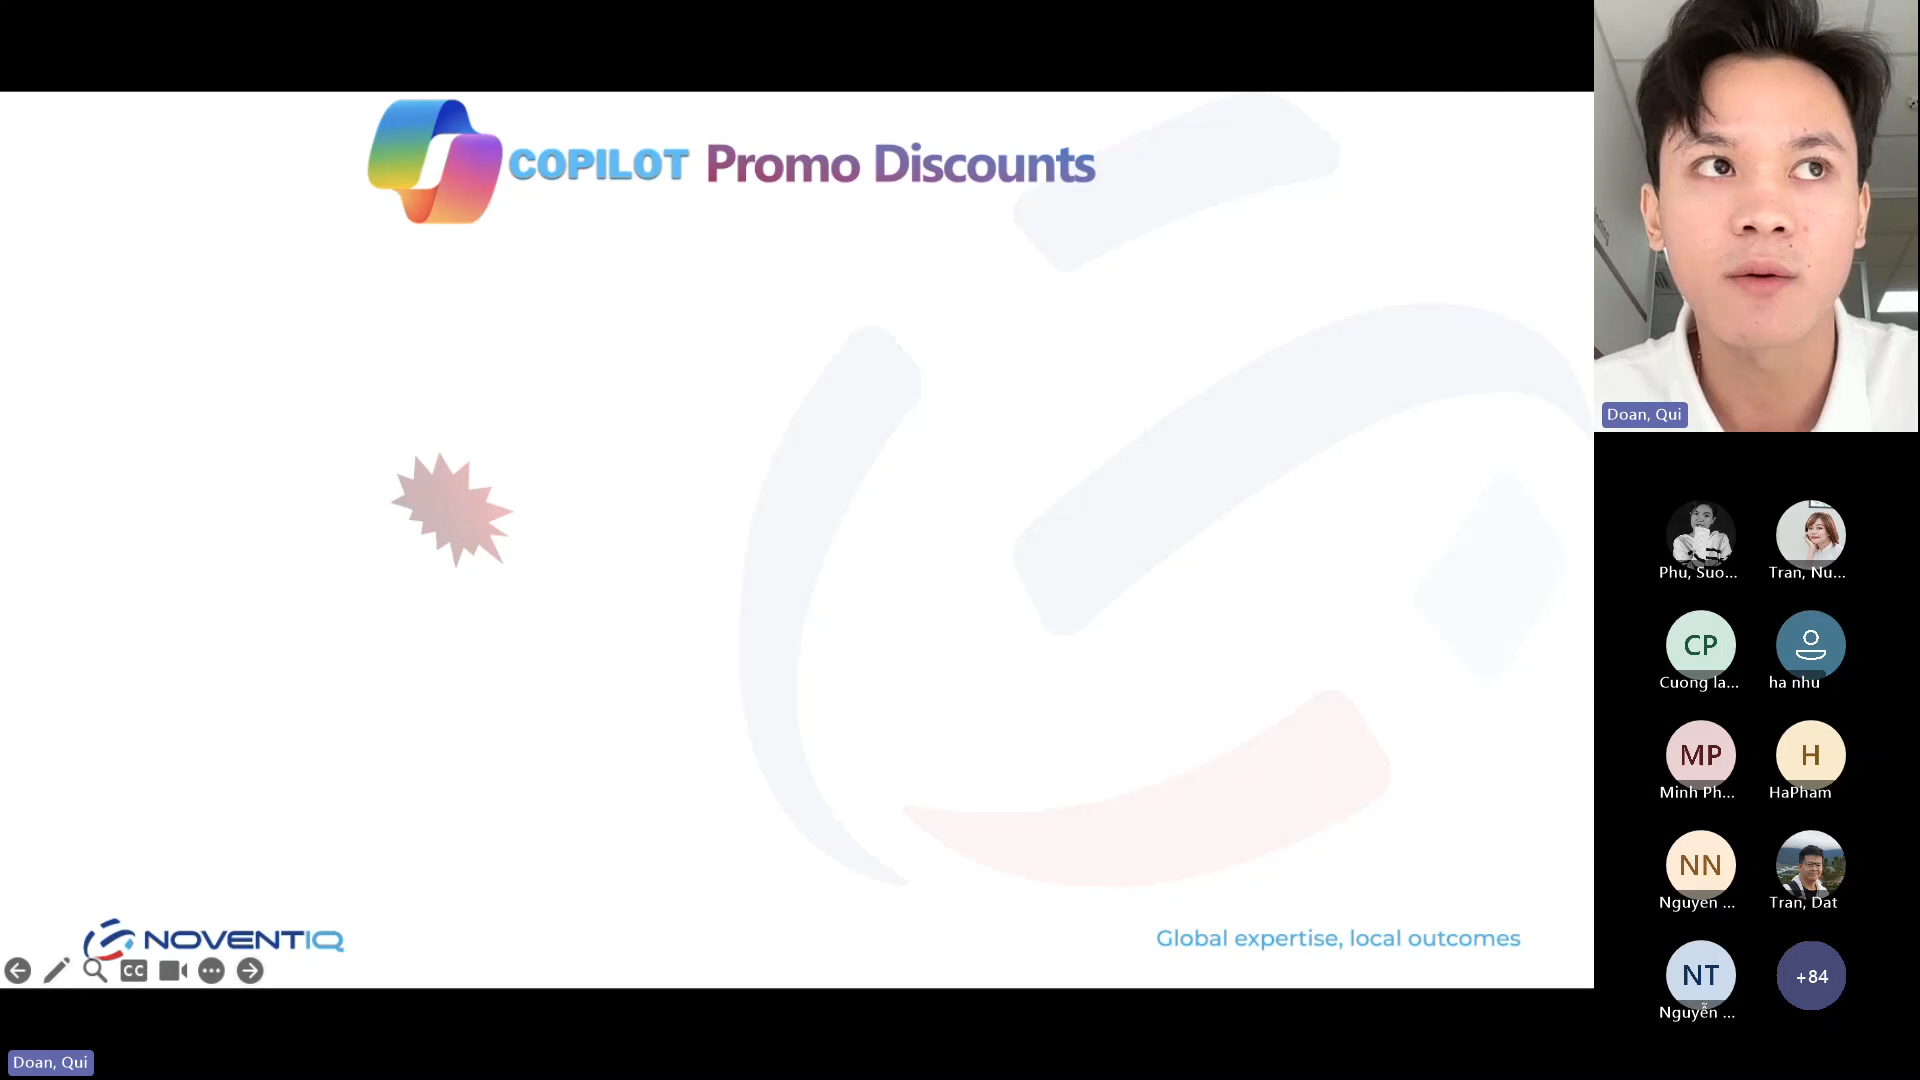 COPILOT Promo Discounts
NOVENTIQ
Global expertise, local outcomes
CC
Doan, Qui
Doan, Qui
Phu, Suo...
Tran, Nu...
CP
Cuong la...
ha nhu
MP
Minh Ph...
H
HaPham
NN
Nguyen ...
Tran, Dat
NT
Nguyễn ...
+84